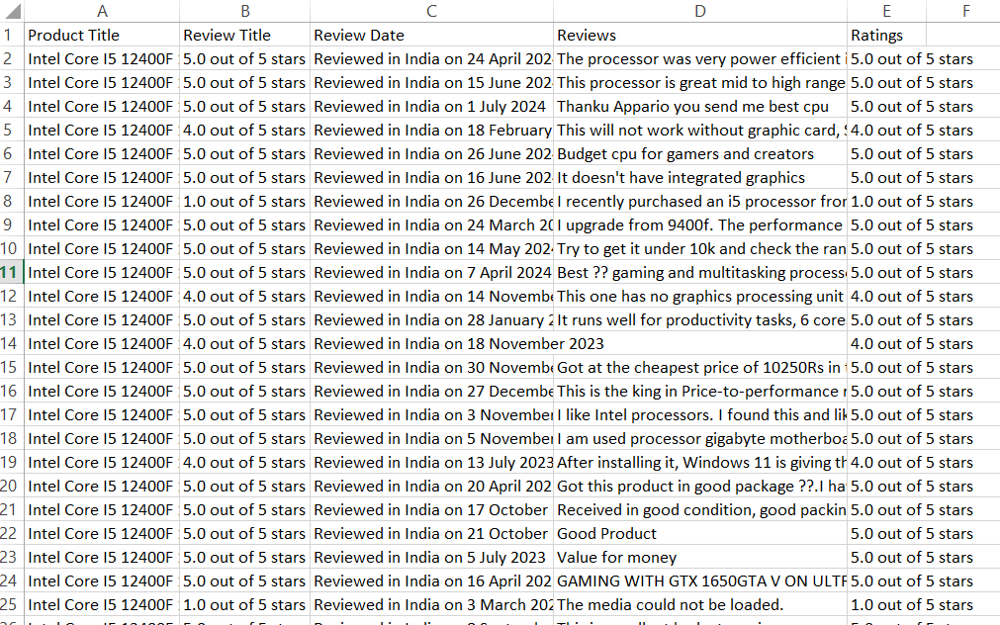 A B C D E F
1 Product Title Review Title Review Date Reviews Ratings
2 Intel Core I5 12400F 5.0 out of 5 stars Reviewed in India on 24 April 202 The processor was very power efficient 5.0 out of 5 stars
3 Intel Core I5 12400F 5.0 out of 5 stars Reviewed in India on 15 June 202 This processor is great mid to high range 5.0 out of 5 stars
4 Intel Core I5 12400F 5.0 out of 5 stars Reviewed in India on 1 July 2024 Thanku Appario you send me best cpu 5.0 out of 5 stars
5 Intel Core I5 12400F 4.0 out of 5 stars Reviewed in India on 18 February This will not work without graphic card, 4.0 out of 5 stars
6 Intel Core I5 12400F 5.0 out of 5 stars Reviewed in India on 26 June 202 Budget cpu for gamers and creators 5.0 out of 5 stars
7 Intel Core I5 12400F 5.0 out of 5 stars Reviewed in India on 16 June 202 It doesn't have integrated graphics 5.0 out of 5 stars
8 Intel Core I5 12400F 1.0 out of 5 stars Reviewed in India on 26 Decembe I recently purchased an i5 processor fror 1.0 out of 5 stars
9 Intel Core I5 12400F 5.0 out of 5 stars Reviewed in India on 24 March 20 I upgrade from 9400f. The performance 5.0 out of 5 stars
10 Intel Core I5 12400F 5.0 out of 5 stars Reviewed in India on 14 May 202 Try to get it under 10k and check the ran 5.0 out of 5 stars
11 Intel Core I5 12400F 5.0 out of 5 stars Reviewed in India on 7 April 2024 Best ?? gaming and multitasking process 5.0 out of 5 stars
12 Intel Core I5 12400F 4.0 out of 5 stars Reviewed in India on 14 Novembe This one has no graphics processing unit 4.0 out of 5 stars
13 Intel Core I5 12400F 5.0 out of 5 stars Reviewed in India on 28 January 2 It runs well for productivity tasks, 6 core 5.0 out of 5 stars
14 Intel Core I5 12400F 4.0 out of 5 stars Reviewed in India on 18 November 2023 4.0 out of 5 stars
15 Intel Core I5 12400F 5.0 out of 5 stars Reviewed in India on 30 Novembe Got at the cheapest price of 10250Rs in 5.0 out of 5 stars
16 Intel Core I5 12400F 5.0 out of 5 stars Reviewed in India on 27 Decembe This is the king in Price-to-performance 5.0 out of 5 stars
17 Intel Core I5 12400F 5.0 out of 5 stars Reviewed in India on 3 November I like Intel processors. I found this and lik 5.0 out of 5 stars
18 Intel Core I5 12400F 5.0 out of 5 stars Reviewed in India on 5 November I am used processor gigabyte motherboa 5.0 out of 5 stars
19 Intel Core I5 12400F 4.0 out of 5 stars Reviewed in India on 13 July 2023 After installing it, Windows 11 is giving th 4.0 out of 5 stars
20 Intel Core I5 12400F 5.0 out of 5 stars Reviewed in India on 20 April 202 Got this product in good package ??.I ha 5.0 out of 5 stars
21 Intel Core I5 12400F 5.0 out of 5 stars Reviewed in India on 17 October Received in good condition, good packin 5.0 out of 5 stars
22 Intel Core I5 12400F 5.0 out of 5 stars Reviewed in India on 21 October Good Product 5.0 out of 5 stars
23 Intel Core I5 12400F 5.0 out of 5 stars Reviewed in India on 5 July 2023 Value for money 5.0 out of 5 stars
24 Intel Core I5 12400F 5.0 out of 5 stars Reviewed in India on 16 April 202 GAMING WITH GTX 1650GTA V ON ULTR 5.0 out of 5 stars
25 Intel Core I5 12400F 1.0 out of 5 stars Reviewed in India on 3 March 202 The media could not be loaded. 1.0 out of 5 stars